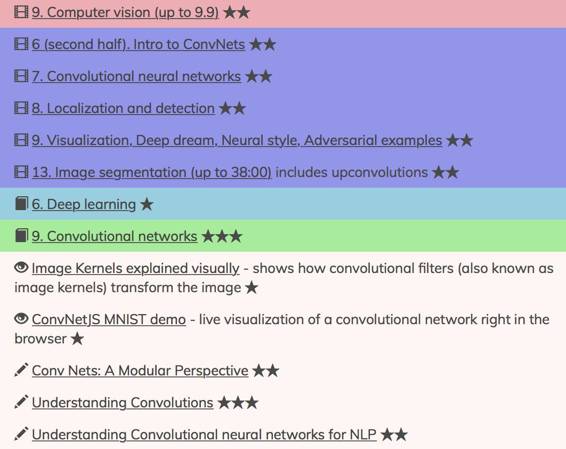 9. Computer vision (up to 9.9) ★★
6 (second half). Intro to ConvNets ★★
7. Convolutional neural networks ★★
8. Localization and detection ★★
9. Visualization, Deep dream, Neural style, Adversarial examples ★★
13. Image segmentation (up to 38:00) includes upconvolutions ★★
6. Deep learning ★
9. Convolutional networks ★★★
Image Kernels explained visually - shows how convolutional filters (also known as
image kernels) transform the image ★
ConvNetJS MNIST demo - live visualization of a convolutional network right in the
browser ★
Conv Nets: A Modular Perspective ★★
Understanding Convolutions ★★★
Understanding Convolutional neural networks for NLP ★★